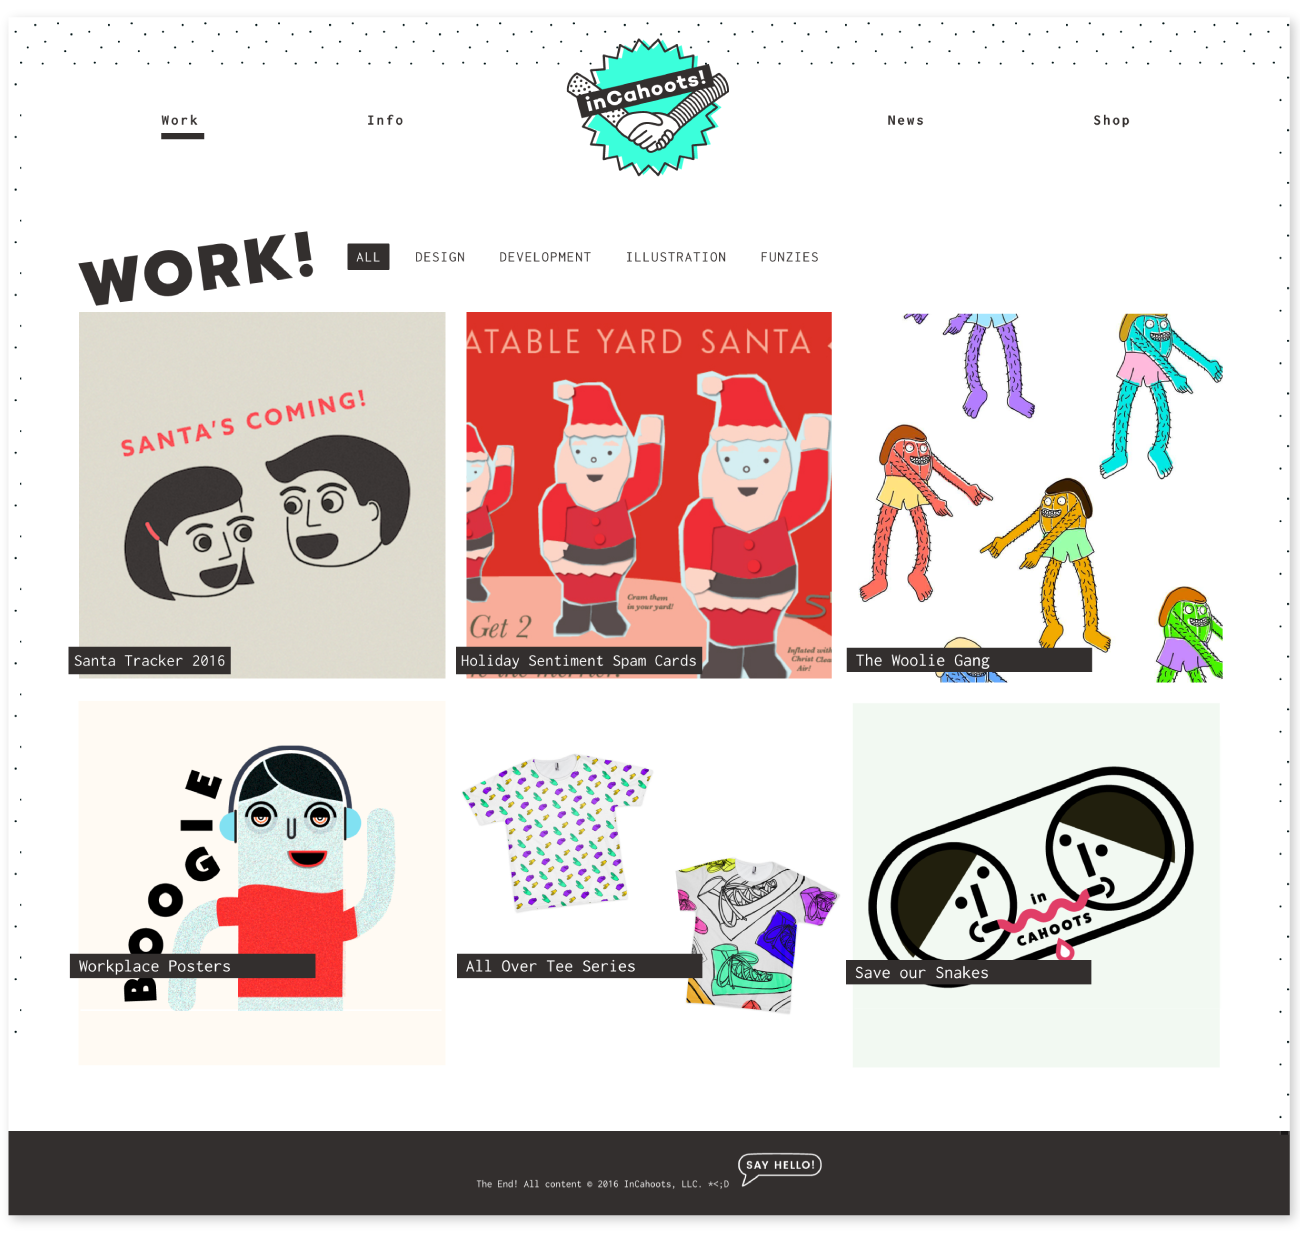 inCahoots!
Work
Info
News
Shop
WORK!
ALL
DESIGN
DEVELOPMENT
ILLUSTRATION
FUNZIES
SANTA'S COMING!
Santa Tracker 2016
ATABLE YARD SANTA
Cram them
in your yard!
Get 2
Inflated with
Christ Claus
Air!
Holiday Sentiment Spam Cards
The Woolie Gang
BOOGIE
Workplace Posters
All Over Tee Series
in
CAHOOTS
Save our Snakes
SAY HELLO!
The End! All content © 2016 InCahoots, LLC. *<;D